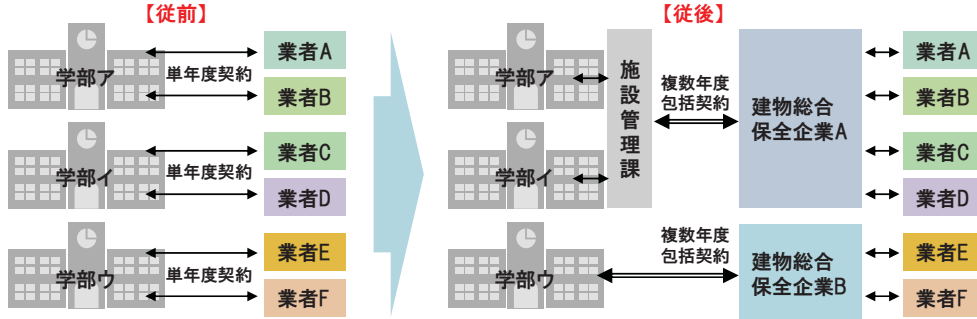 【従前】
学部ア
単年度契約
業者A
業者B
学部イ
単年度契約
業者C
業者D
学部ウ
単年度契約
業者E
業者F
【従後】
学部ア
学部イ
施設管理課
複数年度
包括契約
建物総合
保全企業A
業者A
業者B
業者C
業者D
学部ウ
複数年度
包括契約
建物総合
保全企業B
業者E
業者F